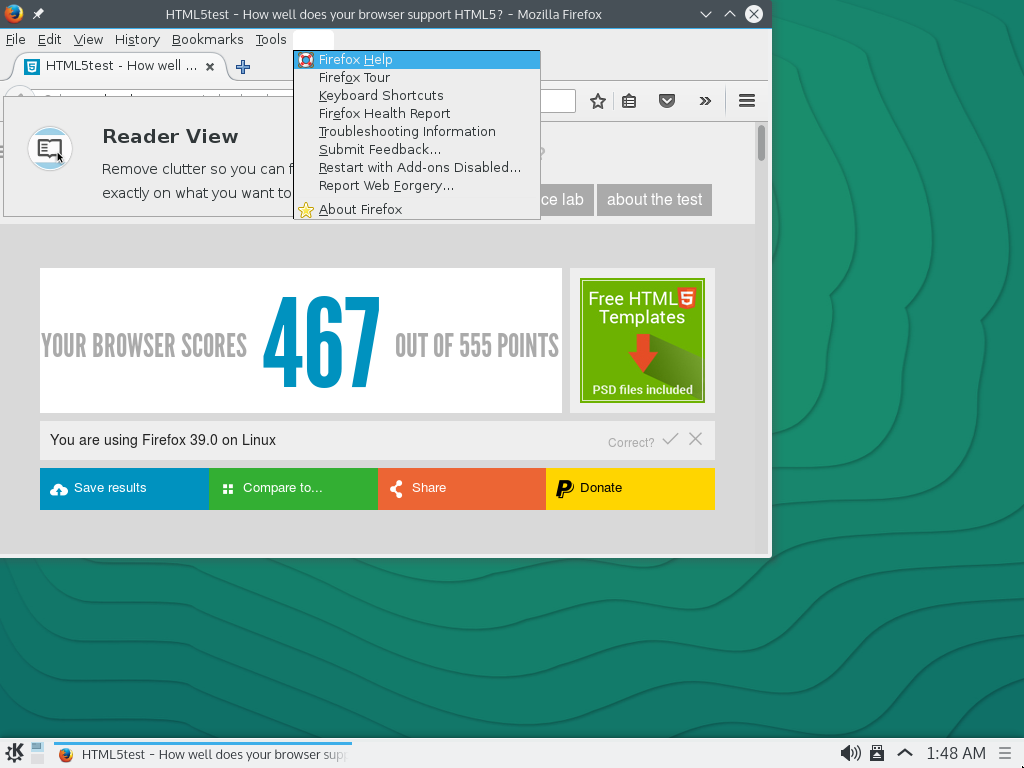 HTML5test - How well does your browser support HTML5? - Mozilla Firefox
File Edit View History Bookmarks Tools
HTML5test - How well ...
Firefox Help
Firefox Tour
Keyboard Shortcuts
Firefox Health Report
Troubleshooting Information
Submit Feedback...
Restart with Add-ons Disabled...
Report Web Forgery...
About Firefox
Reader View
Remove clutter so you can f
exactly on what you want to
?
ce lab about the test
YOUR BROWSER SCORES 467 OUT OF 555 POINTS
Free HTML5
Templates
PSD files included
You are using Firefox 39.0 on Linux Correct?
Save results Compare to... Share Donate
HTML5test - How well does your browser sup
1:48 AM